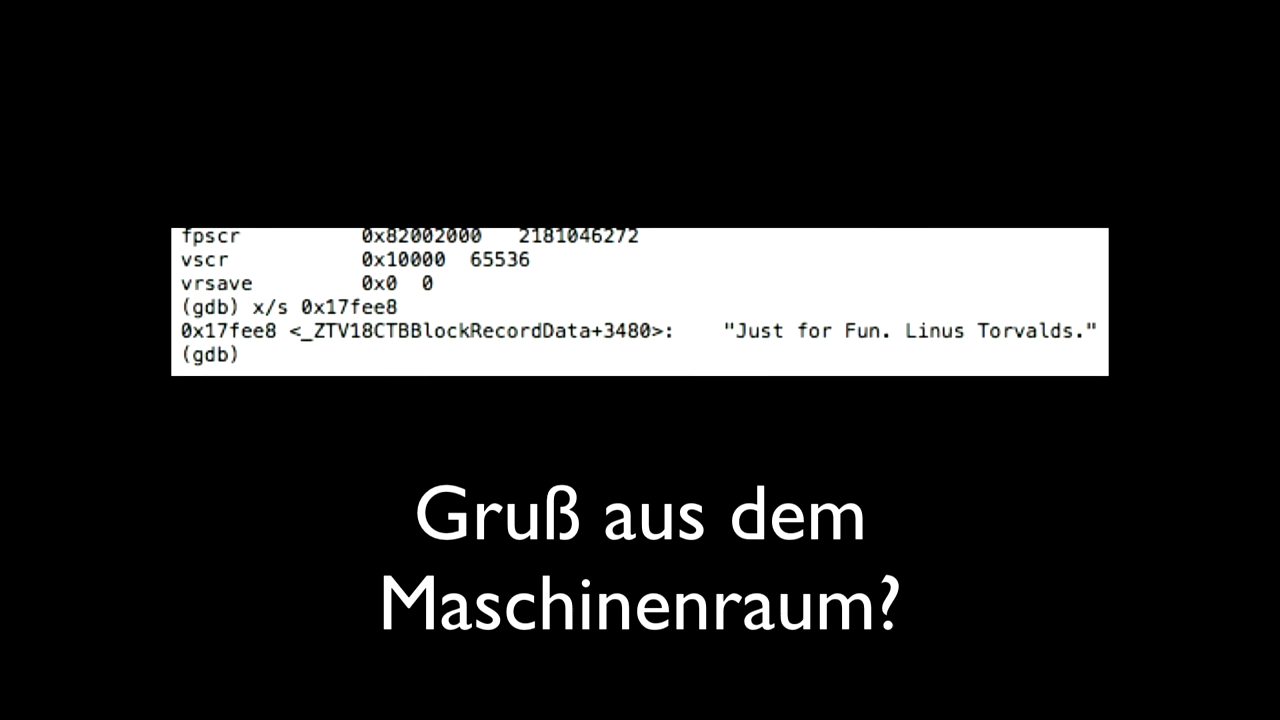 fpscr 0x82002000 2181046272
vscr 0x10000 65536
vrsave 0x0 0
(gdb) x/s 0x17fee8
0x17fee8 <_ZTV18CTBBlockRecordData+3480>: "Just for Fun. Linus Torvalds."
(gdb)
Gruß aus dem
Maschinenraum?